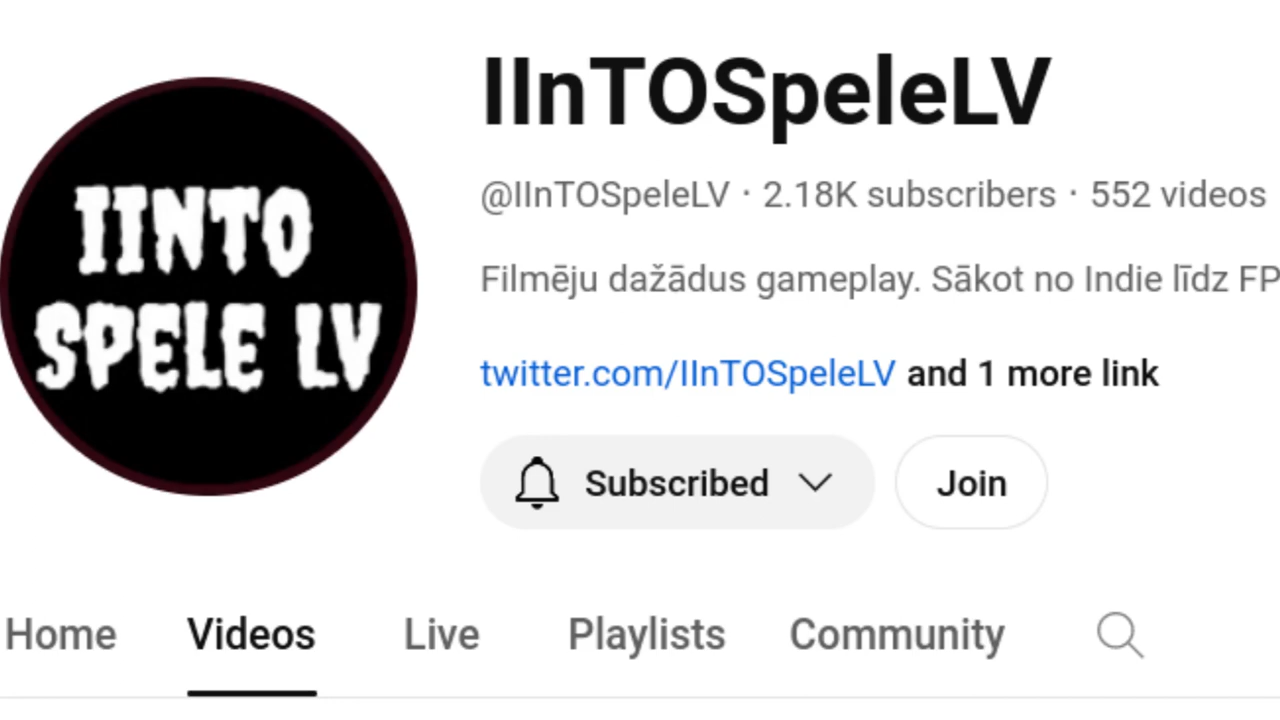 IINTO
SPELE LV
IInTOSpeleLV
@IInTOSpeleLV · 2.18K subscribers · 552 videos
Filmēju dažādus gameplay. Sākot no Indie līdz FP
twitter.com/IInTOSpeleLV and 1 more link
Subscribed Join
Home Videos Live Playlists Community